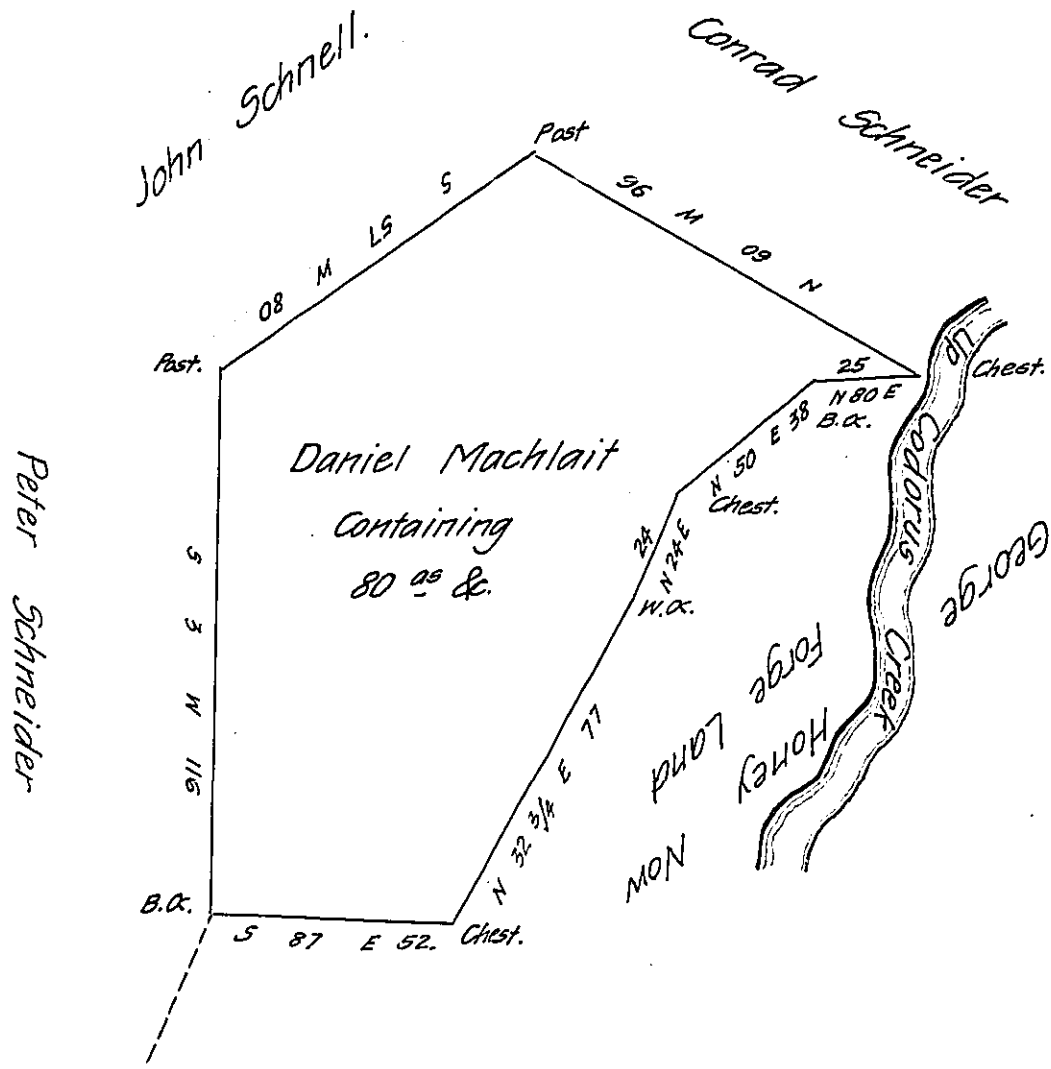 John Schnell.
Conrad Schneider
Post
S 57 W 80
N 60 W 96
Post.
Up Codorus Creek
Chest.
25
N 80 E
B.O.
N 50 E 38
Chest.
24
N 24 E
W.O.
Daniel Machlait
Containing
80 as &c.
Peter Schneider
S 3 W 116
George
Honey
Now
Forge
Land
N 32 3/4 E 77
B.O.
S 87 E 52.
Chest.